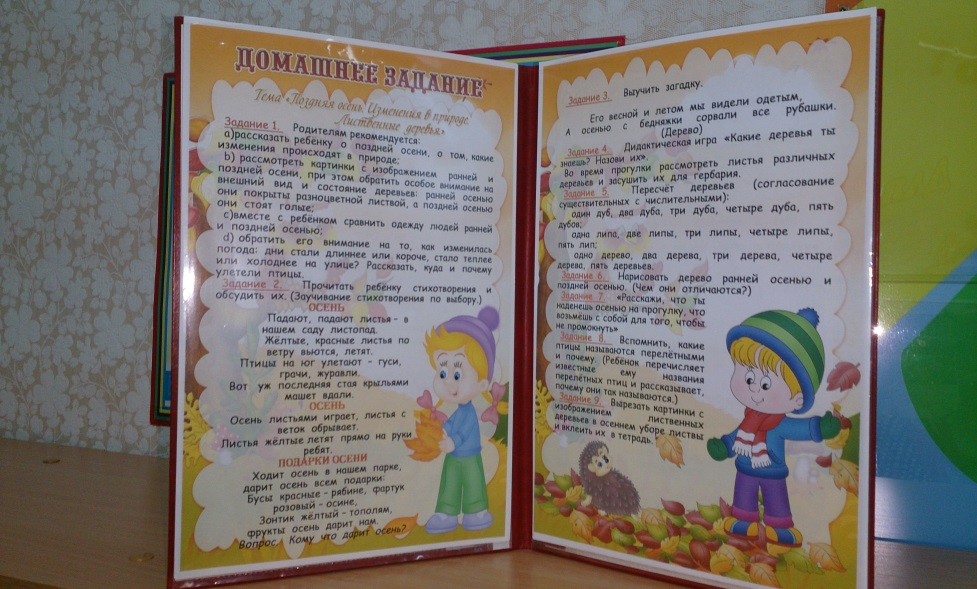 ДОМАШНЕЕ ЗАДАНИЕ
Тема: «Поздняя осень. Изменения в природе.
Лиственные деревья»
Задание 1. Родителям рекомендуется:
a)рассказать ребёнку о поздней осени, о том, какие
изменения происходят в природе;
b) рассмотреть картинки с изображением ранней и
поздней осени, при этом обратить особое внимание на
внешний вид и состояние деревьев: ранней осенью
они покрыты разноцветной листвой, а поздней осенью
они стоят голые;
c)вместе с ребёнком сравнить одежду людей ранней
и поздней осенью;
d) обратить его внимание на то, как изменилась
погода: дни стали длиннее или короче, стало теплее
или холоднее на улице? Рассказать, куда и почему
улетели птицы.
Задание 2. Прочитать ребёнку стихотворения и
обсудить их. (Заучивание стихотворения по выбору.)
ОСЕНЬ
Падают, падают листья - в
нашем саду листопад.
Жёлтые, красные листья по
ветру вьются, летят.
Птицы на юг улетают - гуси,
грачи, журавли.
Вот уж последняя стая крыльями
машет вдали.
ОСЕНЬ
Осень листьями играет, листья с
веток обрывает.
Листья жёлтые летят прямо на руки
ребят.
ПОДАРКИ ОСЕНИ
Ходит осень в нашем парке,
дарит осень всем подарки:
Бусы красные - рябине, фартук
розовый - осине,
Зонтик жёлтый - тополям,
фрукты осень дарит нам.
Вопрос. Кому что дарит осень?
Задание 3. Выучить загадку.
Его весной и летом мы видели одетым,
А осенью с бедняжки сорвали все рубашки.
(Дерево)
Задание 4. Дидактическая игра «Какие деревья ты
знаешь? Назови их».
Во время прогулки рассмотреть листья различных
деревьев и засушить их для гербария.
Задание 5. Пересчёт деревьев (согласование
существительных с числительными):
один дуб, два дуба, три дуба, четыре дуба, пять
дубов;
одна липа, две липы, три липы, четыре липы,
пять лип;
одно дерево, два дерева, три дерева, четыре
дерева, пять деревьев.
Задание 6. Нарисовать дерево ранней осенью и
поздней осенью. (Чем они отличаются?)
Задание 7. «Расскажи, что ты
наденешь осенью на прогулку, что
возьмёшь с собой для того, чтобы
не промокнуть»
Задание 8. Вспомнить, какие
птицы называются перелётными
и почему. (Ребёнок перечисляет
известные ему названия
перелётных птиц и рассказывает,
почему они так называются.)
Задание 9. Вырезать картинки с
изображением лиственных
деревьев в осеннем уборе листвы
и вклеить их в тетрадь.